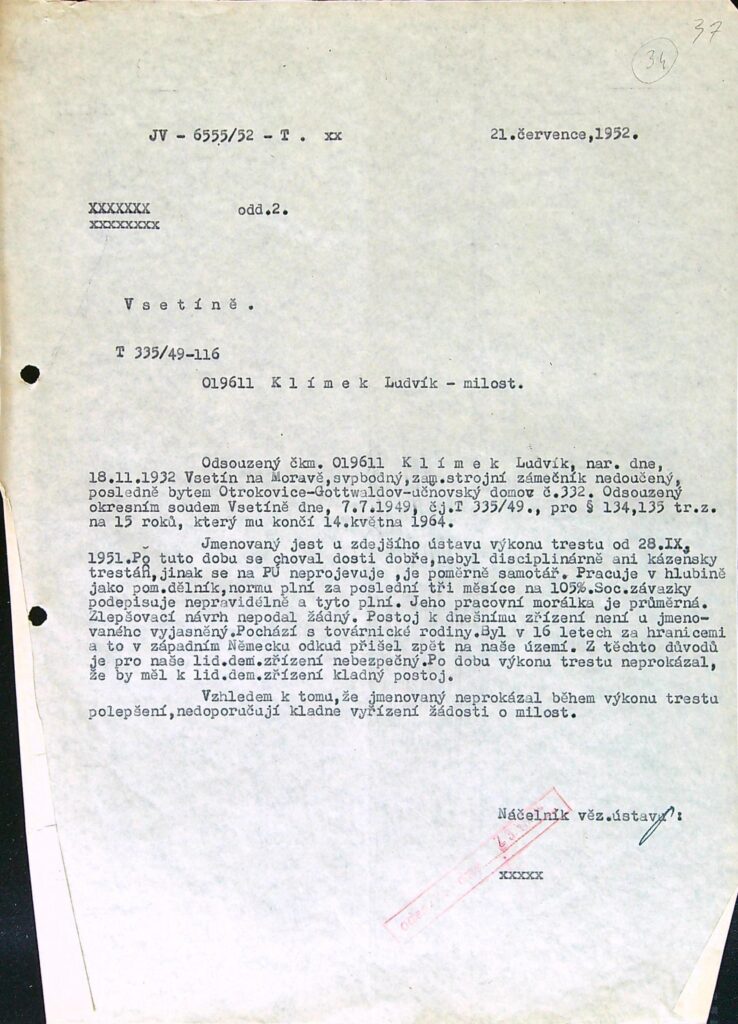 37
34
JV - 6555/52 - T . xx
21.července,1952.
XXXXXXX odd.2.
XXXXXXXX
V s e t í n ě .
T 335/49-116
019611 K l í m e k Ludvík - milost.
Odsouzený čkm. 019611 K l í m e k Ludvík, nar. dne,
18.11.1932 Vsetín na Moravě,svpbodný,zam.strojní zámečník nedoučený,
posledně bytem Otrokovice-Gottwaldov-učnovský domov č.332. Odsouzený
okresním soudem Vsetíně dne, 7.7.1949, čj.T 335/49., pro § 134,135 tr.z.
na 15 roků, který mu končí 14.května 1964.
Jmenovaný jest u zdejšího ústavu výkonu trestu od 28.IX,
1951.Po tuto dobu se choval dosti dobře,nebyl disciplinárně ani kázensky
trestán,jinak se na PÚ neprojevuje ,je poměrně samotář. Pracuje v hlubině
jako pom.dělník,normu plní za poslední tři měsíce na 105%.Soc.závazky
podepisuje nepravidelně a tyto plní. Jeho pracovní morálka je průměrná.
Zlepšovací návrh nepodal žádný. Postoj k dnešnímu zřízení není u jmeno-
vaného vyjasněný.Pochází s továrnické rodiny.Byl v 16 letech za hranicemi
a to v západním Německu odkud přišel zpět na naše území. Z těchto důvodů
je pro naše lid.dem.zřízení nebezpečný.Po dobu výkonu trestu neprokázal,
že by měl k lid.dem.zřízení kladný postoj.
Vzhledem k tomu,že jmenovaný neprokázal během výkonu trestu
polepšení,nedoporučují kladne vyřízení žádosti o milost.
Náčelník věz.ústavu:
xxxxx